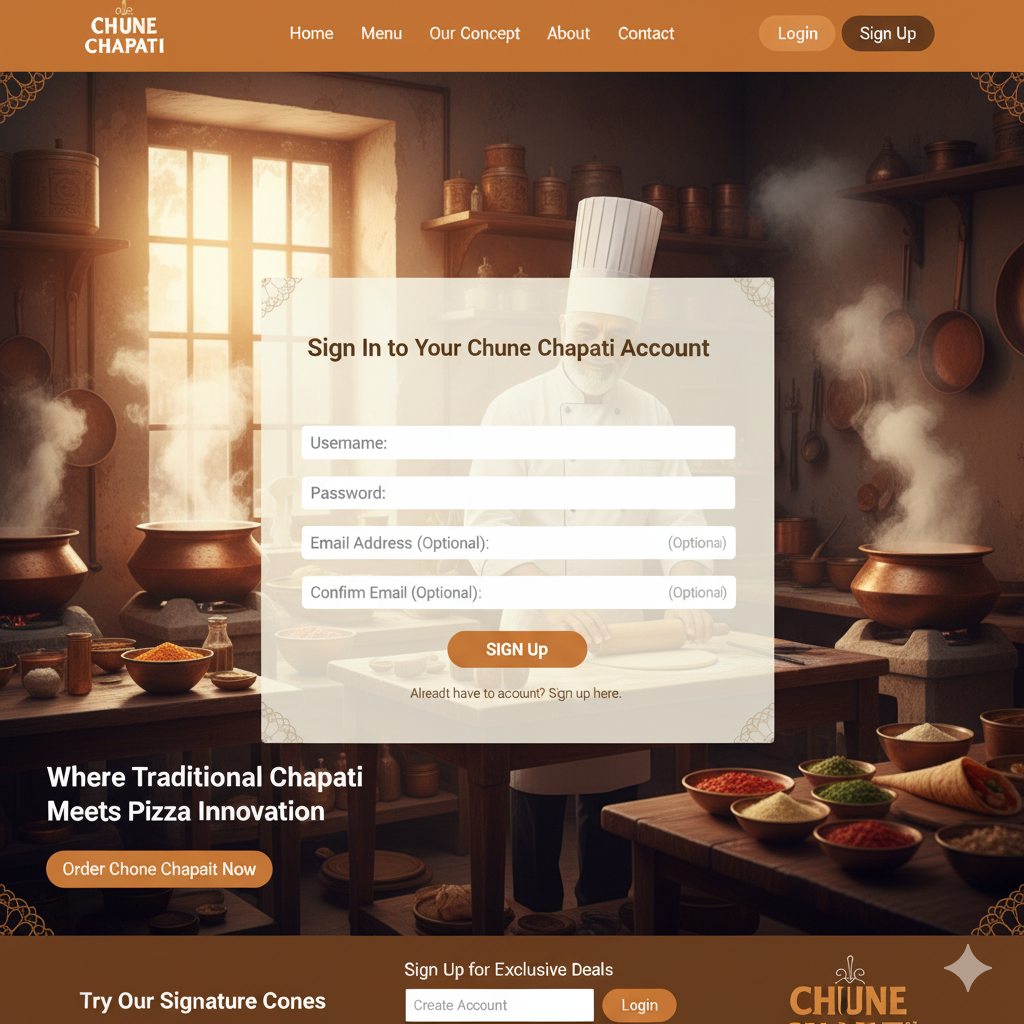 CHUNE
CHAPATI
Home Menu Our Concept About Contact Login Sign Up
Sign In to Your Chune Chapati Account
Username:
Password:
Email Address (Optional): (Optional)
Confirm Email (Optional): (Optional)
SIGN Up
Alreadt have to acount? Sign up here.
Where Traditional Chapati
Meets Pizza Innovation
Order Chone Chapait Now
Sign Up for Exclusive Deals
Try Our Signature Cones
Create Account Login
CHUNE